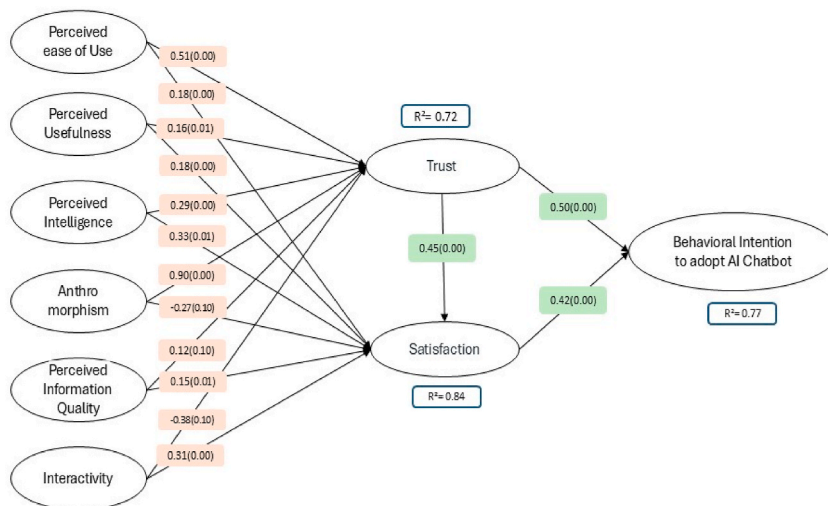 Perceived
ease of Use
Perceived
Usefulness
Perceived
Intelligence
Anthro
morphism
Perceived
Information
Quality
Interactivity
0.51(0.00)
0.18(0.00)
0.16(0.01)
0.18(0.00)
0.29(0.00)
0.33(0.01)
0.90(0.00)
-0.27(0.10)
0.12(0.10)
0.15(0.01)
-0.38(0.10)
0.31(0.00)
R²= 0.72
Trust
0.45(0.00)
Satisfaction
R²= 0.84
0.50(0.00)
0.42(0.00)
Behavioral Intention
to adopt AI Chatbot
R²= 0.77